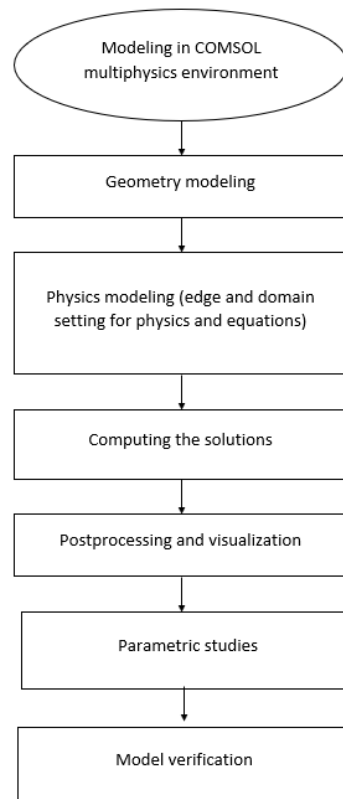 Modeling in COMSOL
multiphysics environment
Geometry modeling
Physics modeling (edge and domain
setting for physics and equations)
Computing the solutions
Postprocessing and visualization
Parametric studies
Model verification